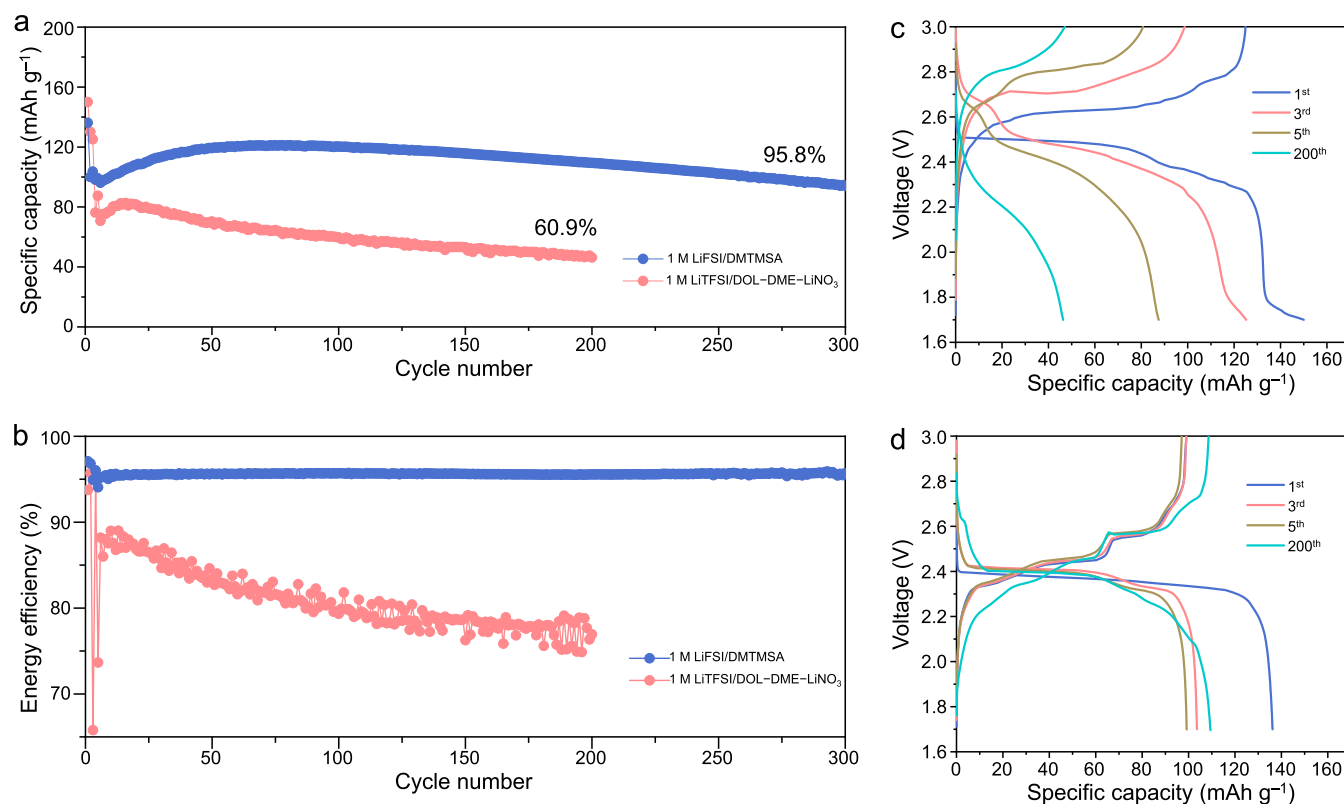 a
200
160
120
80
40
0
Specific capacity (mAh g⁻¹)
95.8%
60.9%
1 M LiFSI/DMTMSA
1 M LiTFSI/DOL−DME−LiNO₃
0 50 100 150 200 250 300
Cycle number
c
3.0
2.8
2.6
2.4
2.2
2.0
1.8
1.6
Voltage (V)
1ˢᵗ
3ʳᵈ
5ᵗʰ
200ᵗʰ
0 20 40 60 80 100 120 140 160
Specific capacity (mAh g⁻¹)
b
100
90
80
70
Energy efficiency (%)
1 M LiFSI/DMTMSA
1 M LiTFSI/DOL−DME−LiNO₃
0 50 100 150 200 250 300
Cycle number
d
3.0
2.8
2.6
2.4
2.2
2.0
1.8
1.6
Voltage (V)
1ˢᵗ
3ʳᵈ
5ᵗʰ
200ᵗʰ
0 20 40 60 80 100 120 140 160
Specific capacity (mAh g⁻¹)